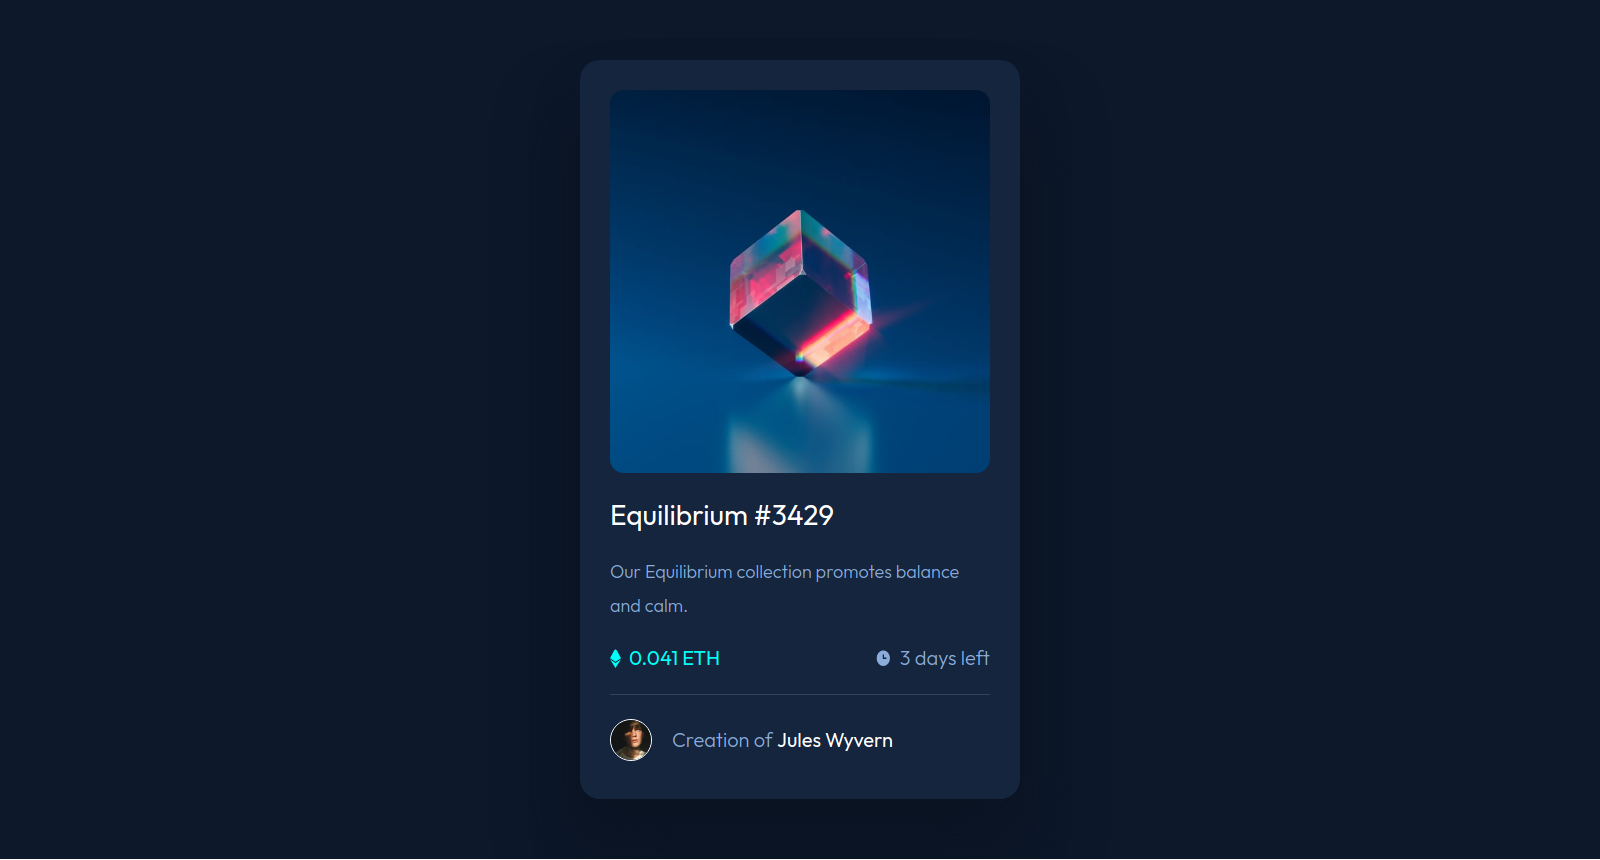 Equilibrium #3429
Our Equilibrium collection promotes balance
and calm.
0.041 ETH 3 days left
Creation of Jules Wyvern